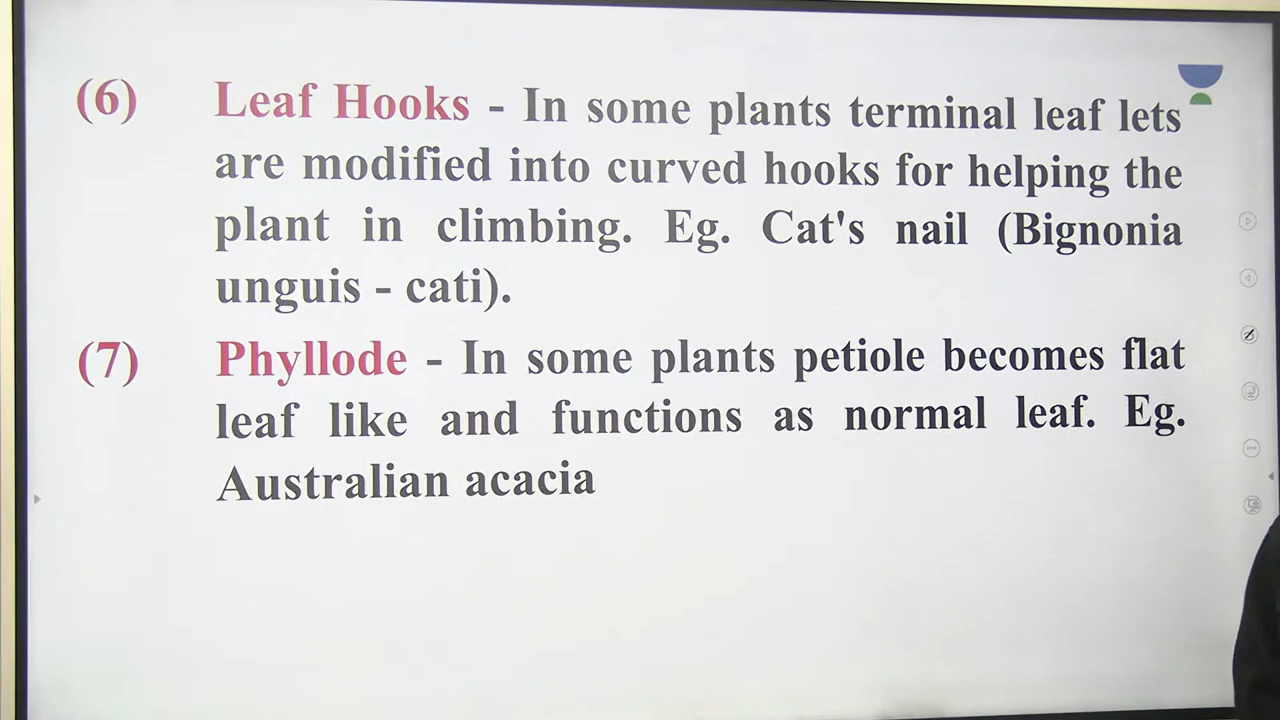 (6) Leaf Hooks - In some plants terminal leaf lets
are modified into curved hooks for helping the
plant in climbing. Eg. Cat's nail (Bignonia
unguis - cati).
(7) Phyllode - In some plants petiole becomes flat
leaf like and functions as normal leaf. Eg.
Australian acacia